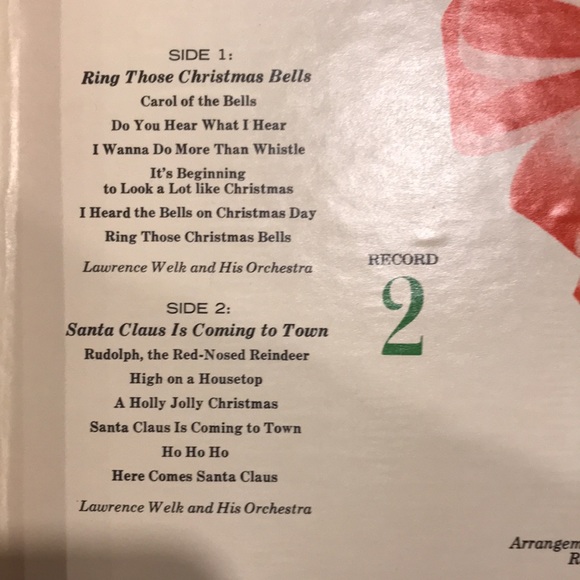 SIDE 1:
Ring Those Christmas Bells
Carol of the Bells
Do You Hear What I Hear
I Wanna Do More Than Whistle
It's Beginning
to Look a Lot like Christmas
I Heard the Bells on Christmas Day
Ring Those Christmas Bells
Lawrence Welk and His Orchestra
SIDE 2:
Santa Claus Is Coming to Town
Rudolph, the Red-Nosed Reindeer
High on a Housetop
A Holly Jolly Christmas
Santa Claus Is Coming to Town
Ho Ho Ho
Here Comes Santa Claus
Lawrence Welk and His Orchestra
RECORD
2